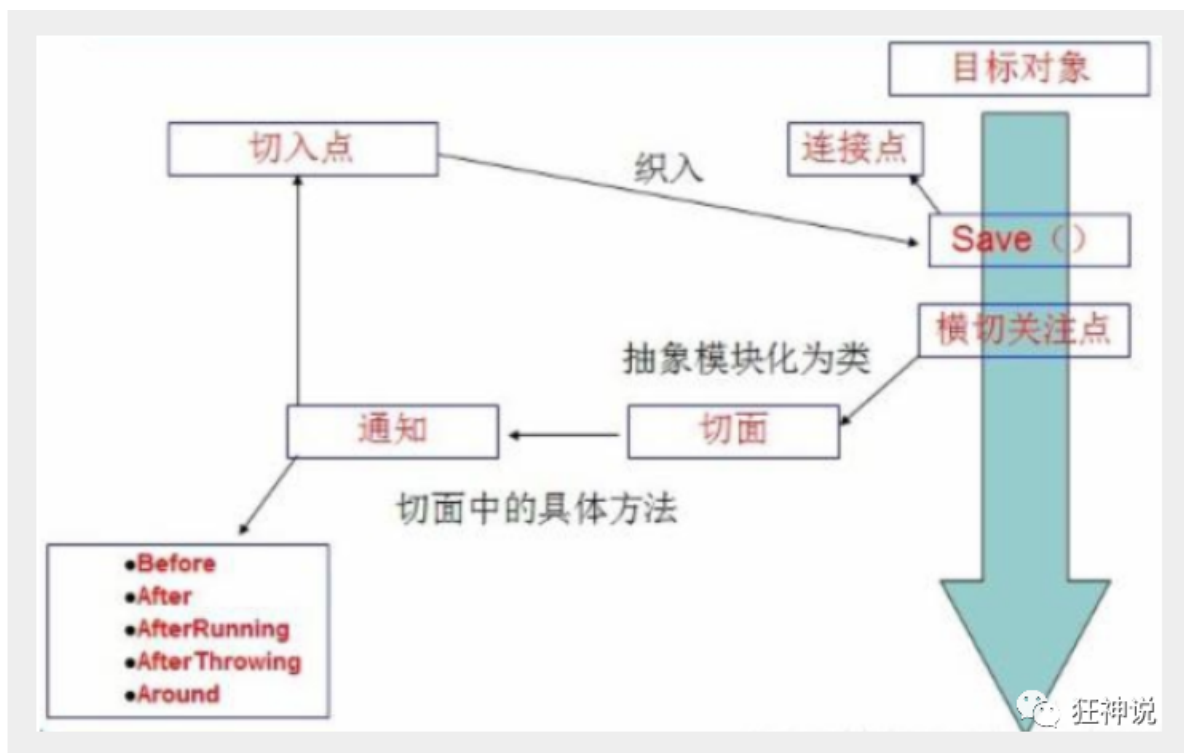 目标对象
切入点
连接点
织入
Save（）
横切关注点
抽象模块化为类
通知
切面
切面中的具体方法
●Before
●After
●AfterRunning
●AfterThrowing
●Around
狂神说